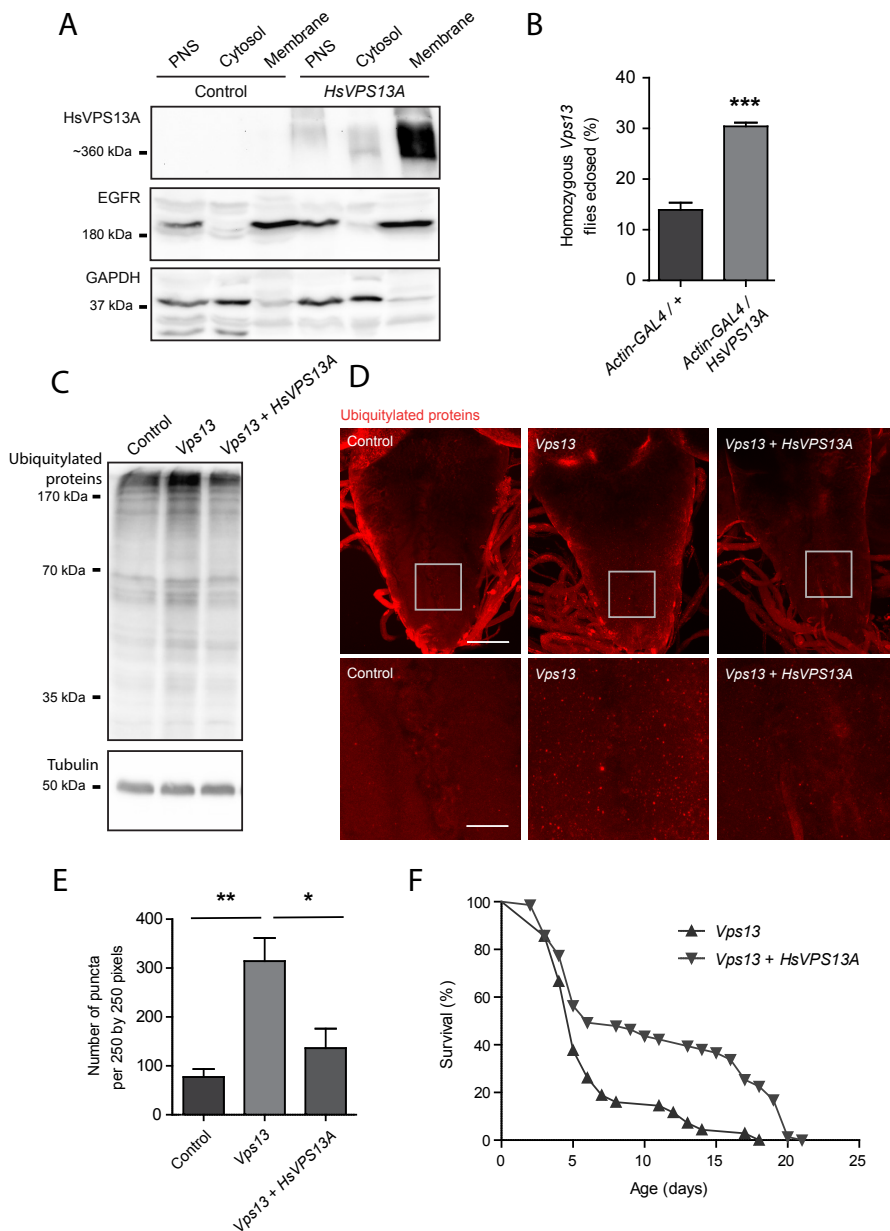 A
PNS
Cytosol
Membrane
PNS
Cytosol
Membrane
Control
HsVPS13A
HsVPS13A
~360 kDa
EGFR
180 kDa
GAPDH
37 kDa
B
Homozygous Vps13
flies edosed (%)
40
30
20
10
0
***
Actin-GAL4 / +
Actin-GAL4 /
HsVPS13A
C
Control
Vps13
Vps13 + HsVPS13A
Ubiquitylated
proteins
170 kDa
70 kDa
35 kDa
Tubulin
50 kDa
D
Ubiquitylated proteins
Control
Vps13
Vps13 + HsVPS13A
Control
Vps13
Vps13 + HsVPS13A
E
Number of puncta
per 250 by 250 pixels
400
300
200
100
0
**
*
Control
Vps13
Vps13 + HsVPS13A
F
Survival (%)
100
80
60
40
20
0
0
5
10
15
20
25
Age (days)
Vps13
Vps13 + HsVPS13A